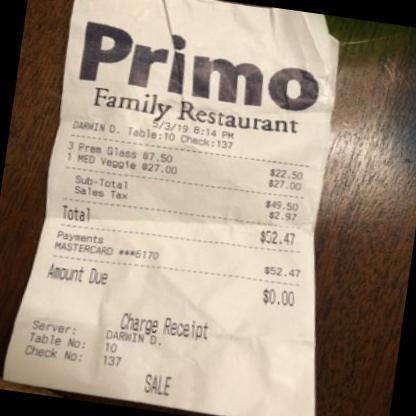 Primo
Family Restaurant
5/3/19 8:14 PM
DARWIN D. Table:10 Check:137
3 Prem Glass @7.50 $22.50
1 MED Veggie @27.00 $27.00
Sub-Total $49.50
Sales Tax $2.97
Total $52.47
Payments
MASTERCARD ***6170 $52.47
Amount Due $0.00
Charge Receipt
Server: DARWIN D.
Table No: 10
Check No: 137
SALE